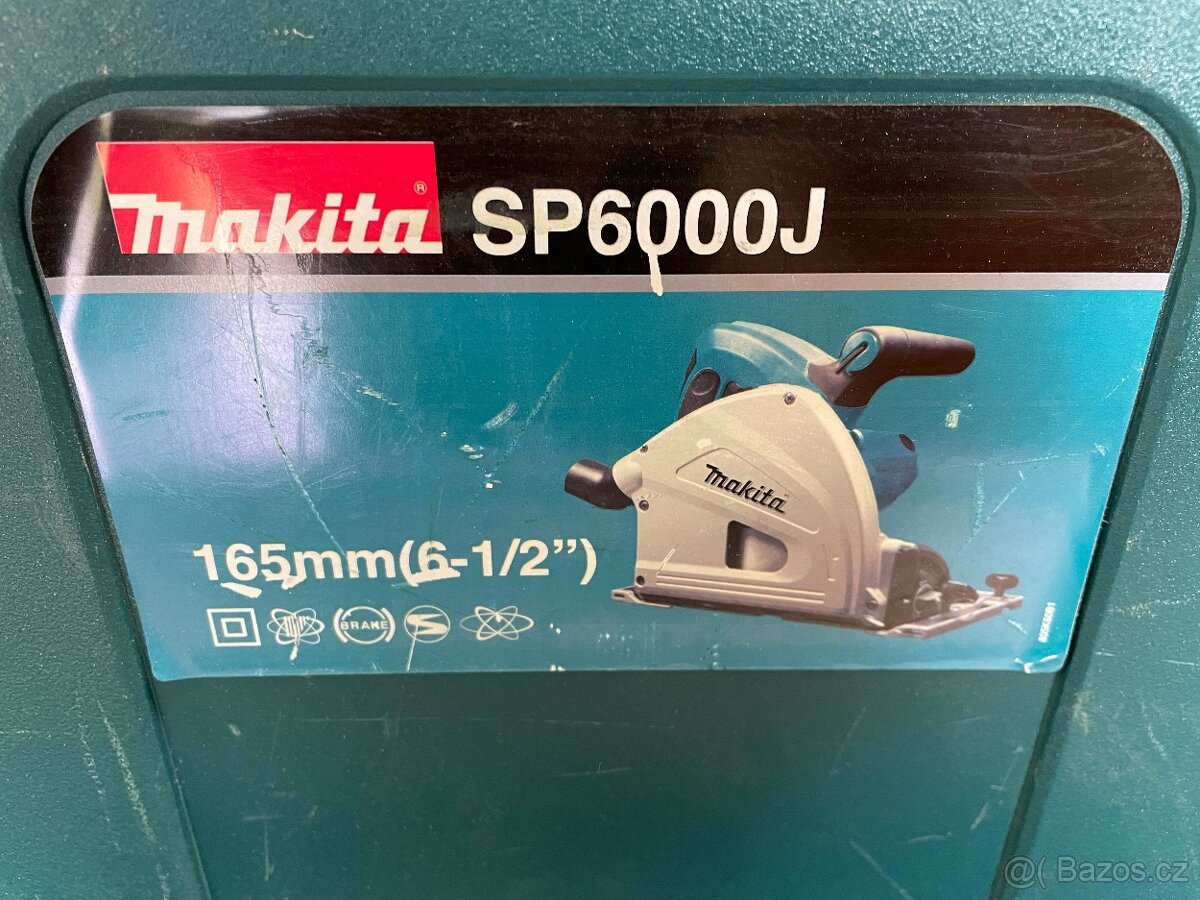 makita®
SP6000J
makita
165mm(6-1/2")
BRAKE
@( Bazos.cz